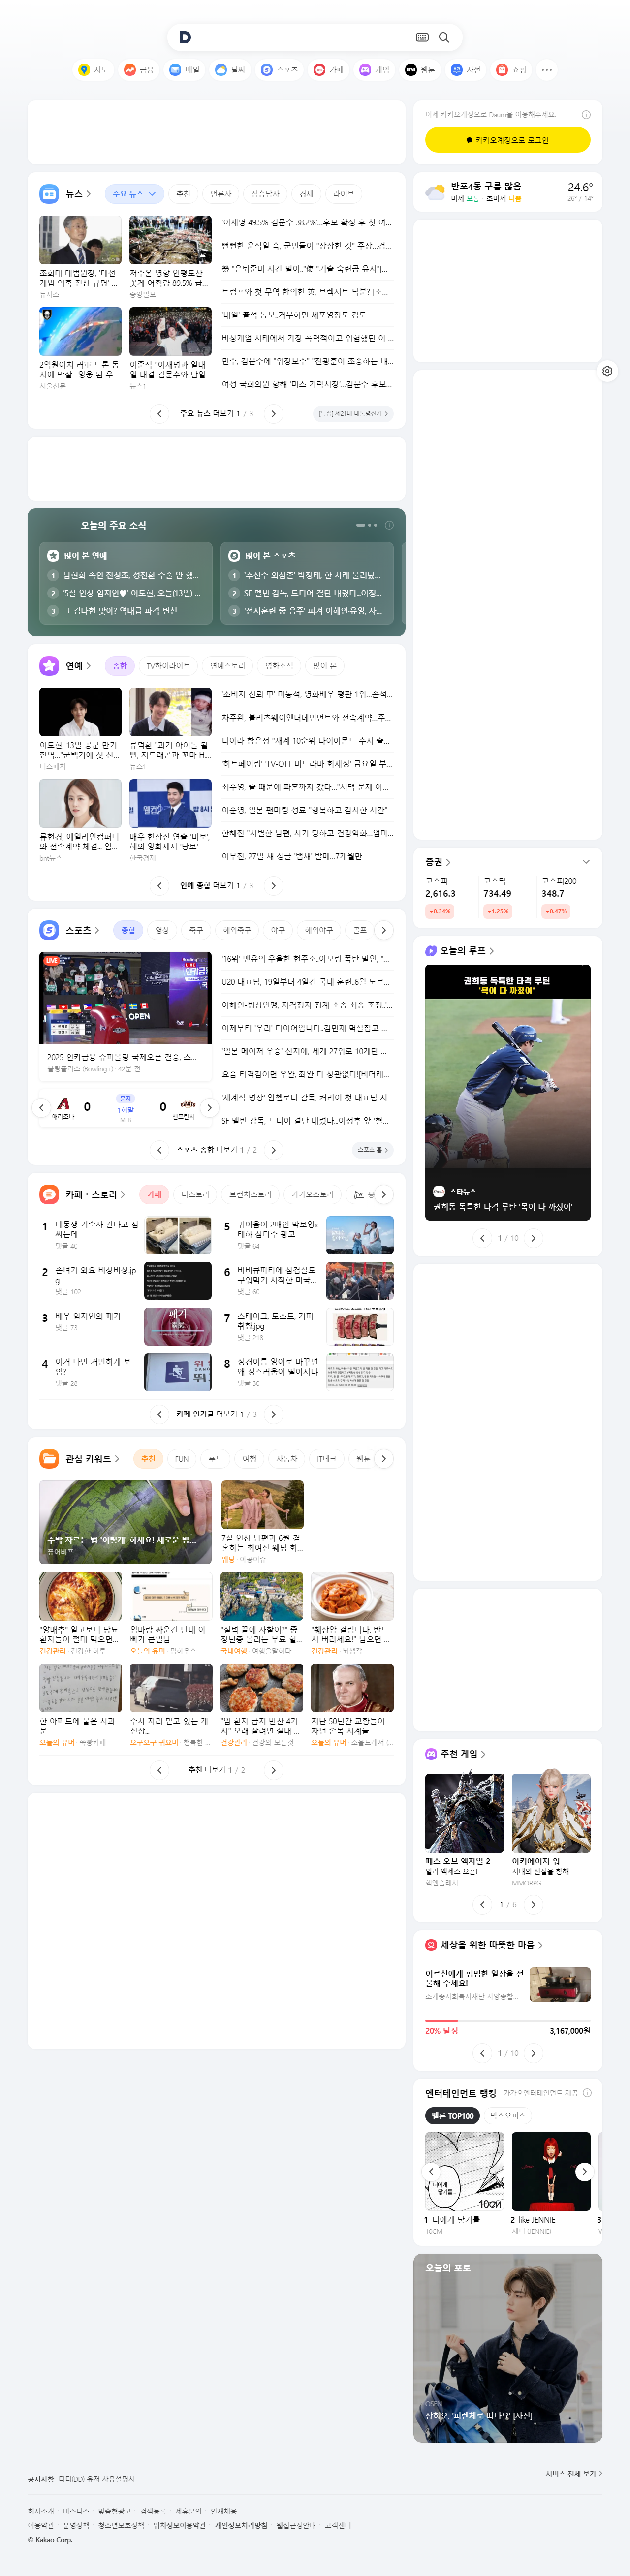 지도
금융
메일
날씨
스포츠
카페
게임
웹툰
사전
쇼핑
이제 카카오계정으로 Daum을 이용해주세요.
카카오계정으로 로그인
뉴스
주요 뉴스
추천
언론사
심층탐사
경제
라이브
반포4동 구름 많음
미세 보통 초미세 나쁨
24.6°
26° / 14°
조희대 대법원장, '대선
개입 의혹 진상 규명' ...
뉴시스
저수온 영향 연평도산
꽃게 어획량 89.5% 급...
중앙일보
2억원어치 러軍 드론 동
시에 박살...영웅 된 우...
서울신문
이준석 "이재명과 일대
일 대결..김문수와 단일...
뉴스1
'이재명 49.5% 김문수 38.2%'...후보 확정 후 첫 여...
뻔뻔한 윤석열 측, 군인들이 "상상한 것" 주장...검...
勞 "은퇴준비 시간 벌어.."使 "기술 숙련공 유지"[...
트럼프와 첫 무역 합의한 英, 브렉시트 덕분? [조...
'내일' 출석 통보..거부하면 체포영장도 검토
비상계엄 사태에서 가장 폭력적이고 위험했던 이 ...
민주, 김문수에 "위장보수" "전광훈이 조종하는 내...
여성 국회의원 향해 '미스 가락시장'...김문수 후보...
주요 뉴스 더보기 1 / 3
[특집] 제21대 대통령선거
오늘의 주요 소식
많이 본 연예
1 남현희 속인 전청조, 성전환 수술 안 했...
2 '5살 연상 임지연♥' 이도현, 오늘(13일) ...
3 그 김다현 맞아? 역대급 파격 변신
많이 본 스포츠
1 '추신수 외삼촌' 박정태, 한 차례 물러났...
2 SF 멜빈 감독, 드디어 결단 내렸다...이정...
3 '전지훈련 중 음주' 피겨 이해인·유영, 자...
연예
종합
TV하이라이트
연예스토리
영화소식
많이 본
이도현, 13일 공군 만기
전역..."군백기에 첫 천...
디스패치
류덕환 "과거 아이돌 될
뻔, 지드래곤과 꼬마 H...
뉴스1
류현경, 에일리언컴퍼니
와 전속계약 체결... 엄...
bnt뉴스
배우 한상진 연출 '비보',
해외 영화제서 '낭보'
한국경제
'소비자 신뢰 甲' 마동석, 영화배우 평판 1위...손석...
차주완, 블리츠웨이엔터테인먼트와 전속계약...주...
티아라 함은정 "재계 10순위 다이아몬드 수저 출...
'하트페어링' 'TV-OTT 비드라마 화제성' 금요일 부...
최수영, 술 때문에 파혼까지 갔다..."시댁 문제 아...
이준영, 일본 팬미팅 성료 "행복하고 감사한 시간"
한혜진 "사별한 남편, 사기 당하고 건강악화...엄마...
이무진, 27일 새 싱글 '뱁새' 발매...7개월만
연예 종합 더보기 1 / 3
증권
코스피
2,616.3
+0.34%
코스닥
734.49
+1.25%
코스피200
348.7
+0.47%
스포츠
종합
영상
축구
해외축구
야구
해외야구
골프
LIVE
2025 인카금융 슈퍼볼링 국제오픈 결승, 스...
볼링플러스 (Bowling+) · 42분 전
애리조나
0
문자
1회말
MLB
0
샌프란시...
'16위' 맨유의 우울한 현주소..아모링 폭탄 발언, "...
U20 대표팀, 19일부터 4일간 국내 훈련..6월 노르...
이해인-빙상연맹, 자격정지 징계 소송 최종 조정..'...
이제부터 '우리' 다이어입니다..김민재 멱살잡고 ...
'일본 메이저 우승' 신지애, 세계 27위로 10계단 ...
요즘 타격감이면 우완, 좌완 다 상관없다![비더레...
'세계적 명장' 안첼로티 감독, 커리어 첫 대표팀 지...
SF 멜빈 감독, 드디어 결단 내렸다...이정후 앞 '혈...
스포츠 종합 더보기 1 / 2
스포츠 홈
오늘의 루프
권희동 독특한 타격 루틴
'목이 다 까졌어'
스타뉴스
권희동 독특한 타격 루틴 '목이 다 까졌어'
1 / 10
카페 · 스토리
카페
티스토리
브런치스토리
카카오스토리
1
내동생 기숙사 간다고 짐
싸는데
댓글 40
2
손녀가 와요 비상비상.jp
g
댓글 102
3
배우 임지연의 패기
댓글 73
4
이거 나만 거만하게 보
임?
댓글 28
5
귀여움이 2배인 박보영x
태하 삼다수 광고
댓글 64
6
비비큐파티에 삼겹살도
구워먹기 시작한 미국...
댓글 60
7
스테이크, 토스트, 커피
취향.jpg
댓글 218
8
성경이름 영어로 바꾸면
왜 성스러움이 떨어지냐
댓글 30
카페 인기글 더보기 1 / 3
관심 키워드
추천
FUN
푸드
여행
자동차
IT테크
웹툰
수박 자르는 법 '이렇게' 하세요! 새로운 방...
퓨어비프
7살 연상 남편과 6월 결
혼하는 최여진 웨딩 화...
웨딩 · 아공이슈
"양배추" 알고보니 당뇨
환자들이 절대 먹으면...
건강관리 · 건강한 하루
엄마랑 싸운건 난데 아
빠가 큰일남
오늘의 유머 · 밈하우스
"절벽 끝에 사찰이?" 중
장년층 몰리는 무료 힐...
국내여행 · 여행을말하다
"췌장암 걸립니다. 반드
시 버리세요!" 남으면 ...
건강관리 · 뇌생각
한 아파트에 붙은 사과
문
오늘의 유머 · 뚱빵카페
주차 자리 맡고 있는 개
진상...
오구오구 귀요미 · 행복한 ...
"암 환자 금지 반찬 4가
지" 오래 살려면 절대 ...
건강관리 · 건강의 모든것
지난 50년간 교황들이
차던 손목 시계들
오늘의 유머 · 소울드레서 (...
추천 더보기 1 / 2
추천 게임
패스 오브 엑자일 2
얼리 액세스 오픈!
핵앤슬래시
아키에이지 워
시대의 전설을 향해
MMORPG
1 / 6
세상을 위한 따뜻한 마음
어르신에게 평범한 일상을 선
물해 주세요!
조계종사회복지재단 자양종합...
20% 달성
3,167,000원
1 / 10
엔터테인먼트 랭킹
카카오엔터테인먼트 제공
멜론 TOP100
박스오피스
너에게
닿기를..
10CM
1 너에게 닿기를
10CM
2 like JENNIE
제니 (JENNIE)
3
오늘의 포토
OSEN
장하오, '피렌체로 떠나요' [사진]
공지사항 디디(DD) 유저 사용설명서
서비스 전체 보기
회사소개 · 비즈니스 · 맞춤형광고 · 검색등록 · 제휴문의 · 인재채용
이용약관 · 운영정책 · 청소년보호정책 · 위치정보이용약관 · 개인정보처리방침 · 웹접근성안내 · 고객센터
© Kakao Corp.